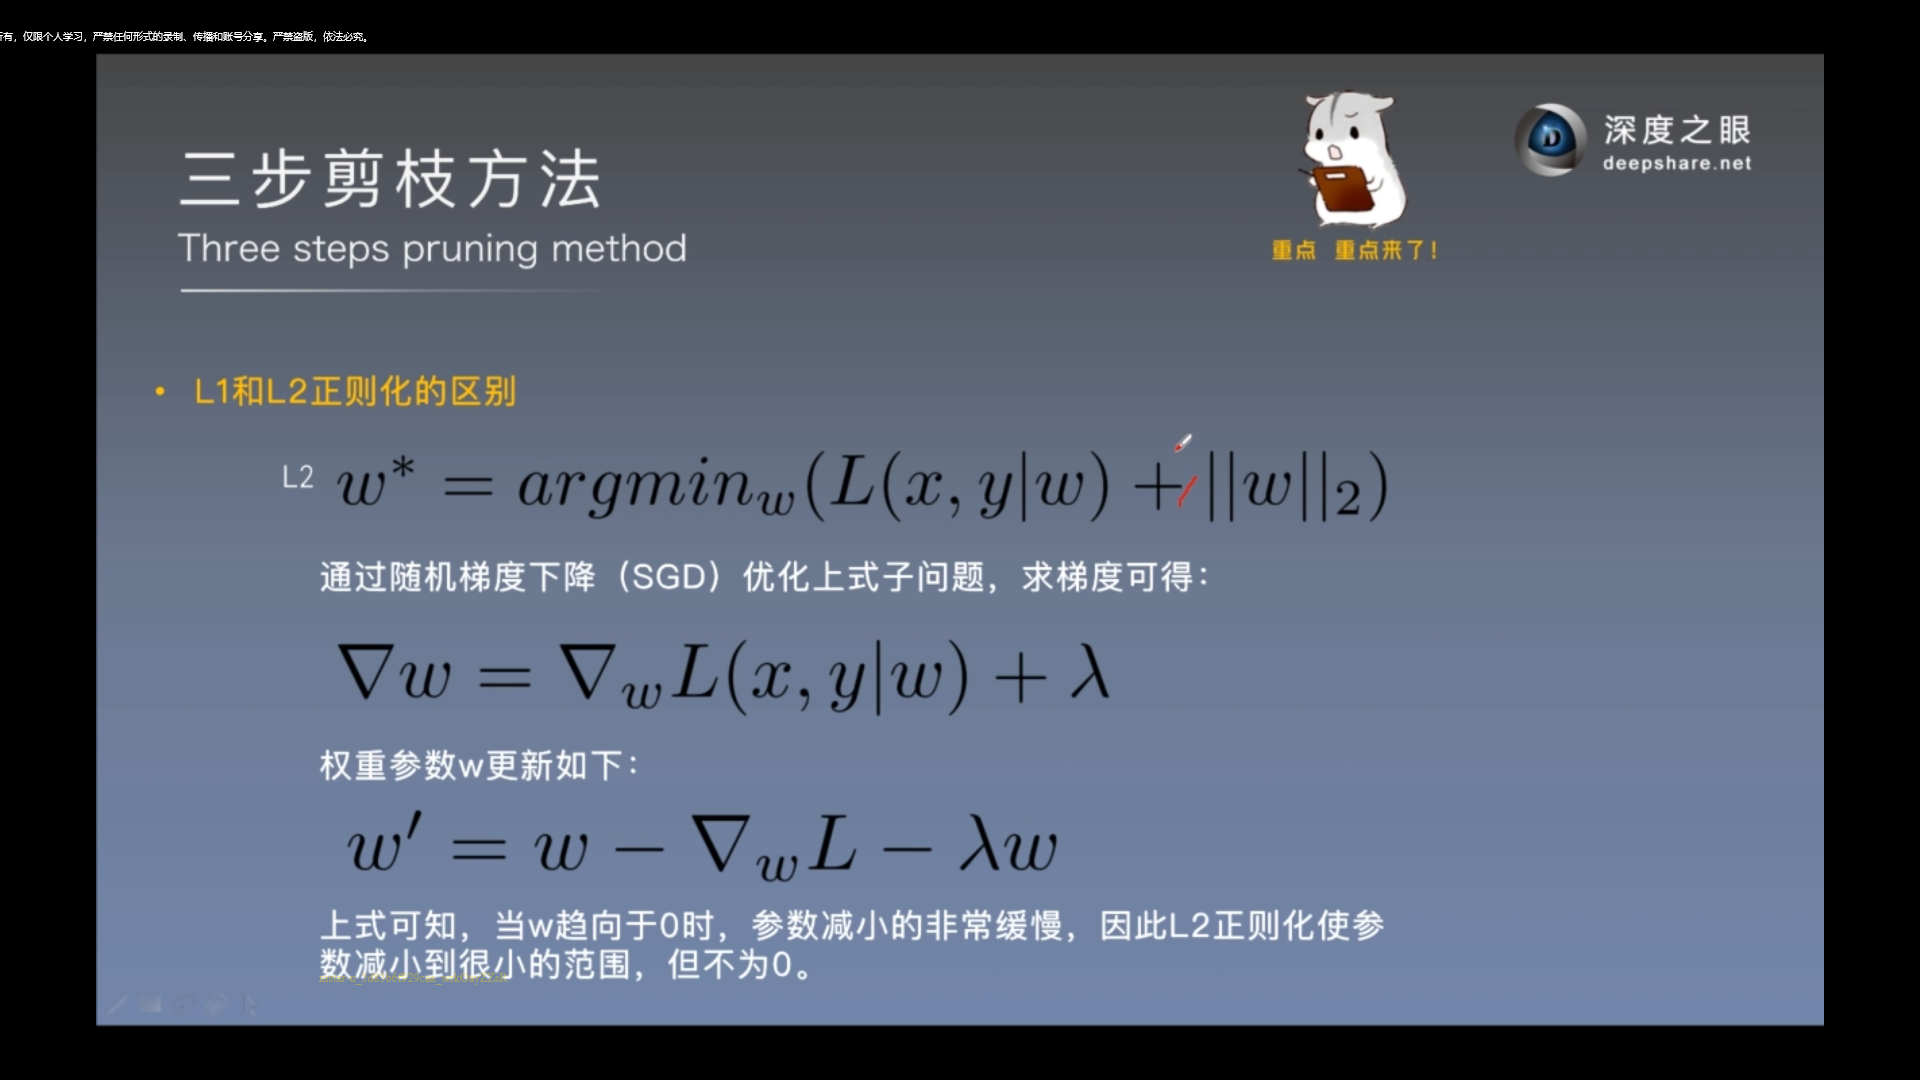 有，仅限个人学习，严禁任何形式的录制、传播和账号分享。严禁盗版，依法必究。
深度之眼
deepshare.net
三步剪枝方法
Three steps pruning method
重点 重点来了！
• L1和L2正则化的区别
L2 w* = argmin_w(L(x, y|w) + ||w||_2)
通过随机梯度下降（SGD）优化上式子问题，求梯度可得：
∇w = ∇_w L(x, y|w) + λ
权重参数w更新如下：
w′ = w − ∇_w L − λw
上式可知，当w趋向于0时，参数减小的非常缓慢，因此L2正则化使参
数减小到很小的范围，但不为0。